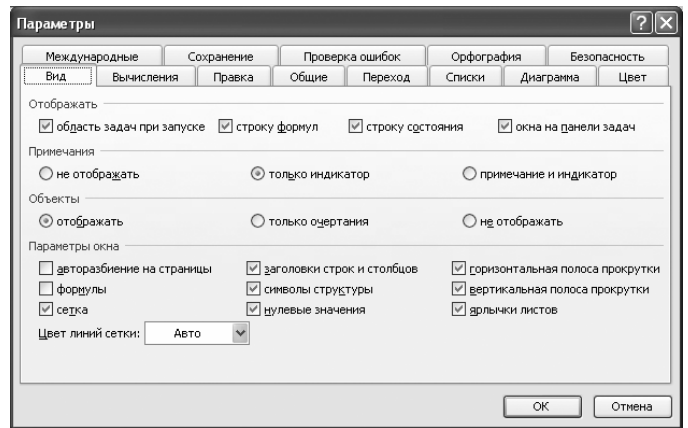 Параметры
Международные Сохранение Проверка ошибок Орфография Безопасность
Вид Вычисления Правка Общие Переход Списки Диаграмма Цвет
Отображать
область задач при запуске строку формул строку состояния окна на панели задач
Примечания
не отображать только индикатор примечание и индикатор
Объекты
отображать только очертания не отображать
Параметры окна
авторазбиение на страницы заголовки строк и столбцов горизонтальная полоса прокрутки
формулы символы структуры вертикальная полоса прокрутки
сетка нулевые значения ярлычки листов
Цвет линий сетки: Авто
ОК Отмена